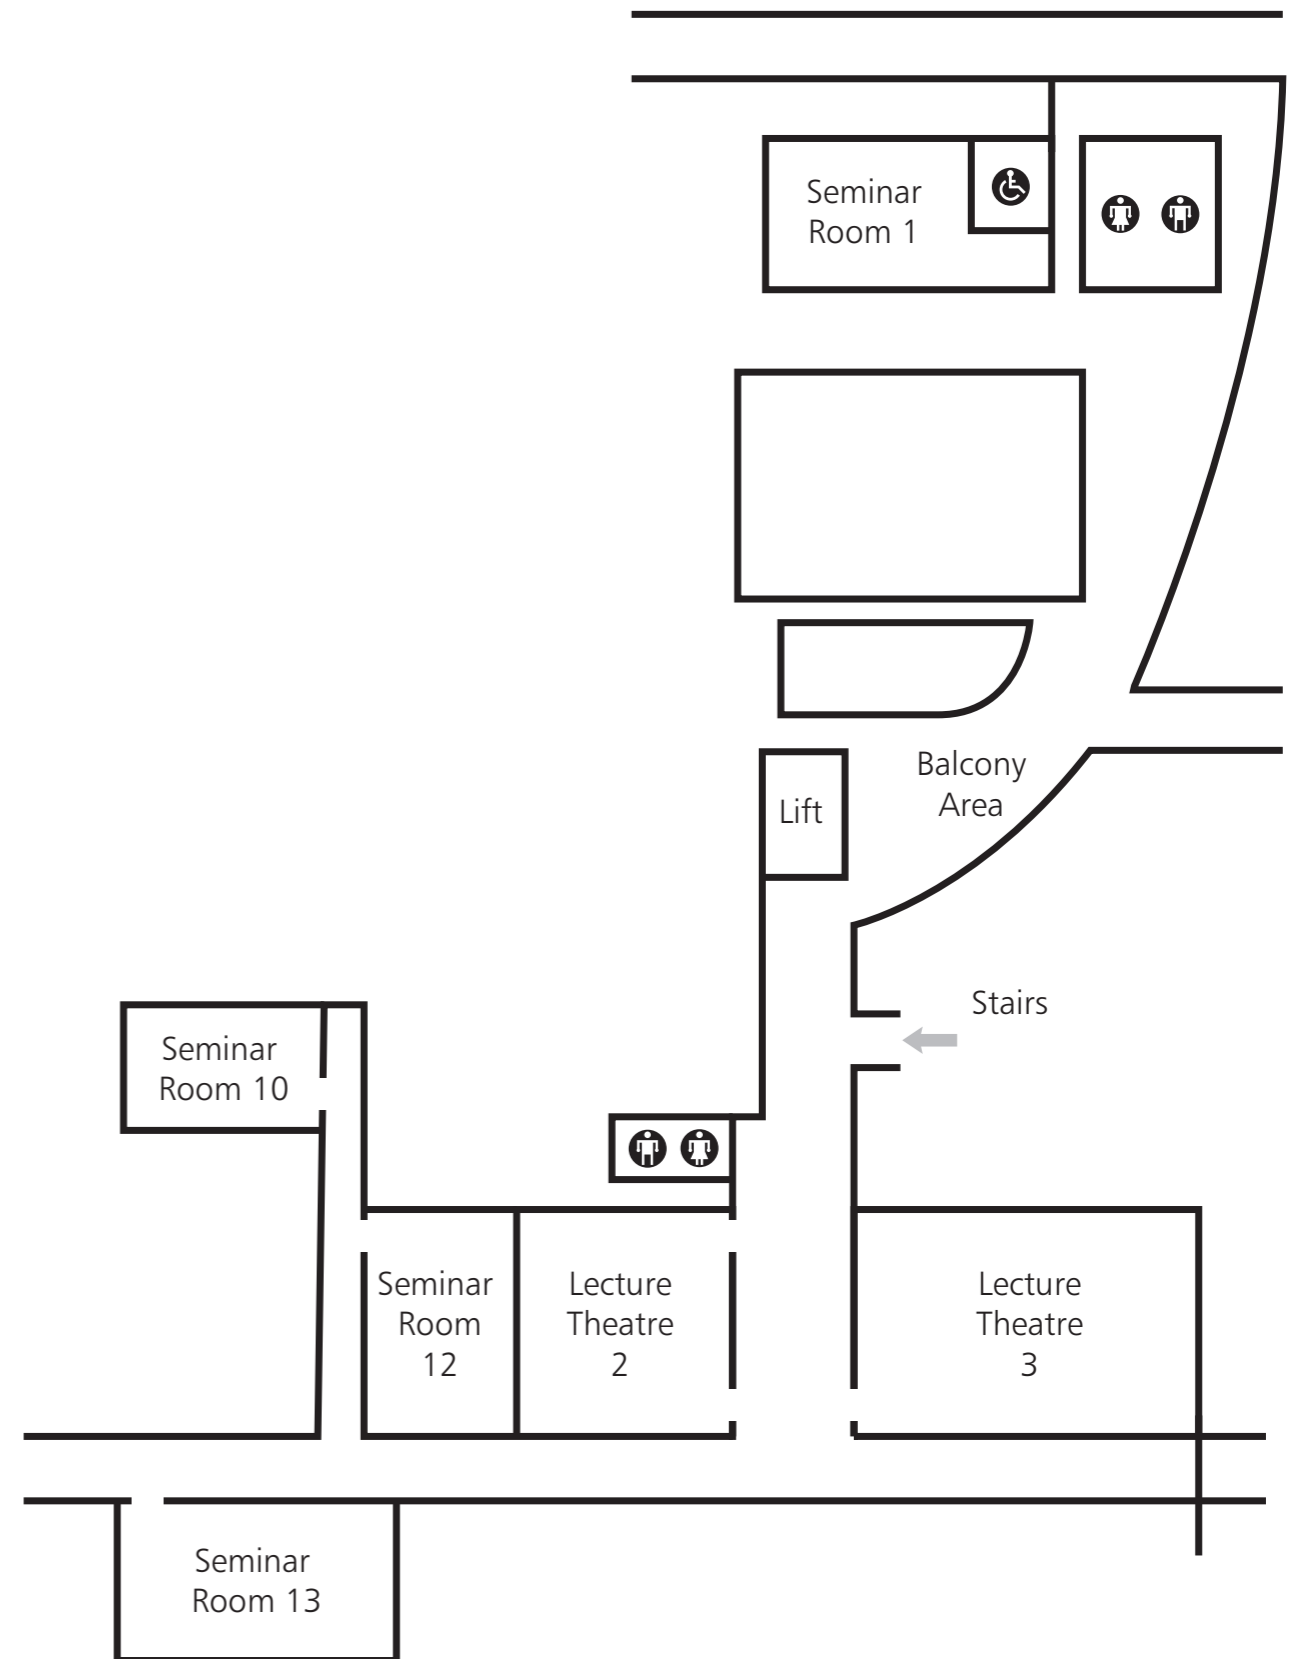 Seminar
Room 1
Balcony
Area
Lift
Stairs
Seminar
Room 10
Seminar
Room
12
Lecture
Theatre
2
Lecture
Theatre
3
Seminar
Room 13